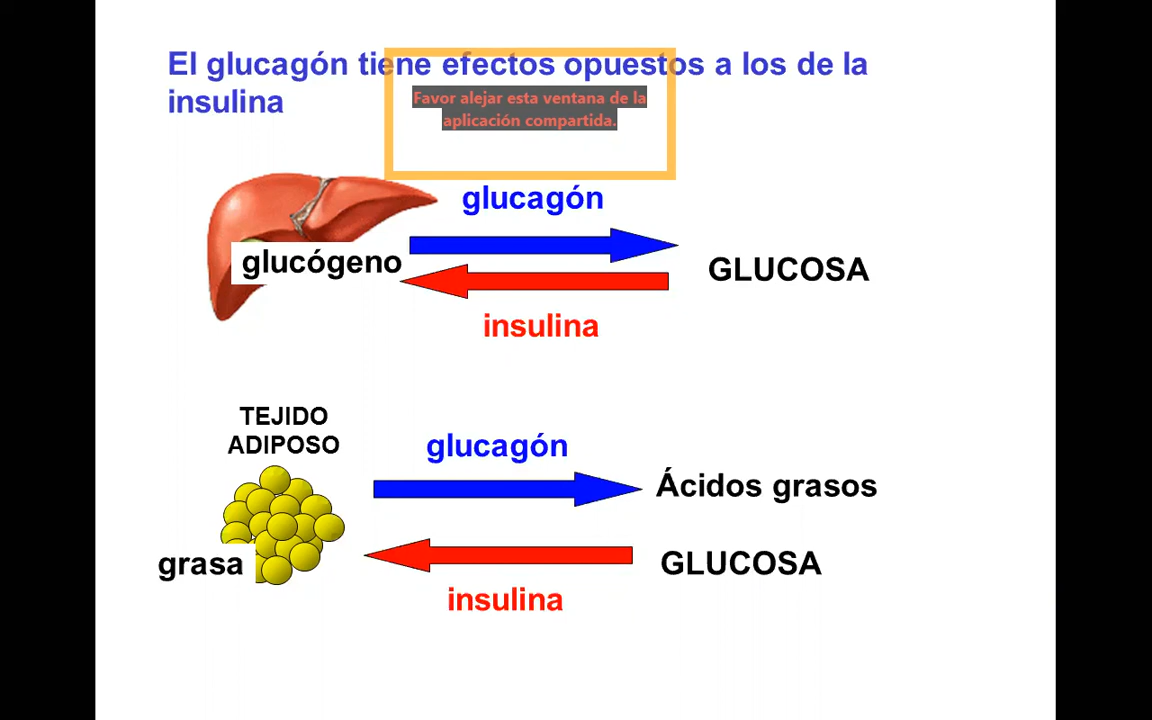 El glucagón tiene efectos opuestos a los de la
insulina
Favor alejar esta ventana de la
aplicación compartida.
glucagón
glucógeno
GLUCOSA
insulina
TEJIDO
ADIPOSO
glucagón
Ácidos grasos
grasa
GLUCOSA
insulina